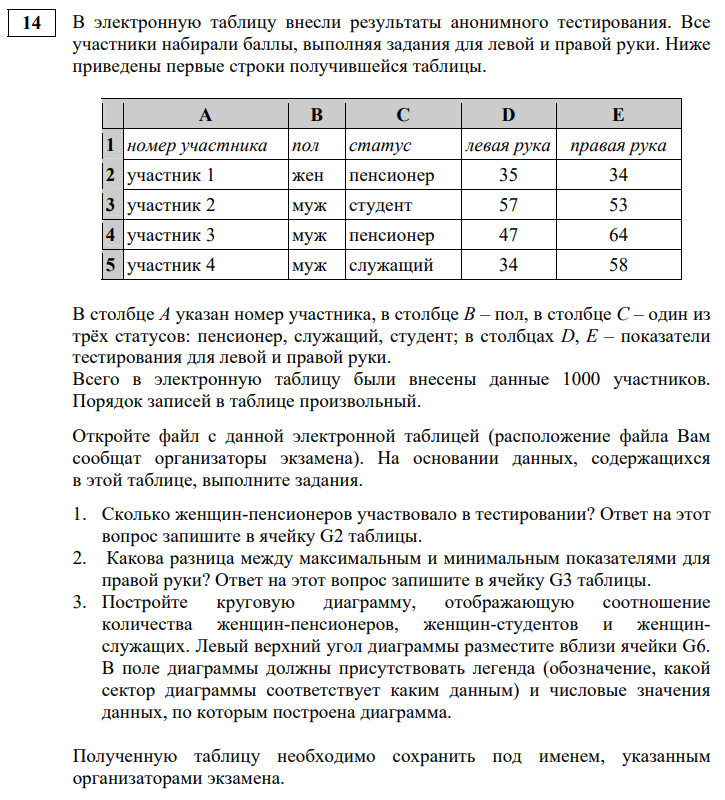 14
В электронную таблицу внесли результаты анонимного тестирования. Все
участники набирали баллы, выполняя задания для левой и правой руки. Ниже
приведены первые строки получившейся таблицы.
A B C D E
1 номер участника пол статус левая рука правая рука
2 участник 1 жен пенсионер 35 34
3 участник 2 муж студент 57 53
4 участник 3 муж пенсионер 47 64
5 участник 4 муж служащий 34 58
В столбце A указан номер участника, в столбце B – пол, в столбце C – один из
трёх статусов: пенсионер, служащий, студент; в столбцах D, E – показатели
тестирования для левой и правой руки.
Всего в электронную таблицу были внесены данные 1000 участников.
Порядок записей в таблице произвольный.
Откройте файл с данной электронной таблицей (расположение файла Вам
сообщат организаторы экзамена). На основании данных, содержащихся
в этой таблице, выполните задания.
1. Сколько женщин-пенсионеров участвовало в тестировании? Ответ на этот
вопрос запишите в ячейку G2 таблицы.
2. Какова разница между максимальным и минимальным показателями для
правой руки? Ответ на этот вопрос запишите в ячейку G3 таблицы.
3. Постройте круговую диаграмму, отображающую соотношение
количества женщин-пенсионеров, женщин-студентов и женщин-
служащих. Левый верхний угол диаграммы разместите вблизи ячейки G6.
В поле диаграммы должны присутствовать легенда (обозначение, какой
сектор диаграммы соответствует каким данным) и числовые значения
данных, по которым построена диаграмма.
Полученную таблицу необходимо сохранить под именем, указанным
организаторами экзамена.